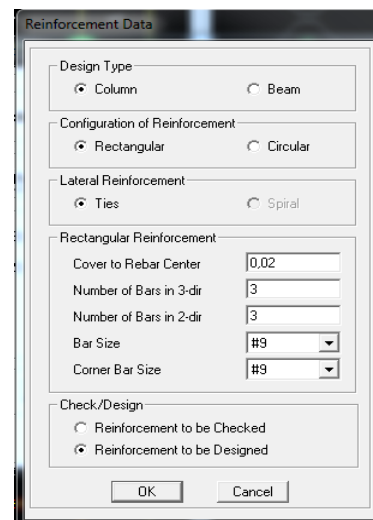 Reinforcement Data
Design Type
Column Beam
Configuration of Reinforcement
Rectangular Circular
Lateral Reinforcement
Ties Spiral
Rectangular Reinforcement
Cover to Rebar Center 0,02
Number of Bars in 3-dir 3
Number of Bars in 2-dir 3
Bar Size #9
Corner Bar Size #9
Check/Design
Reinforcement to be Checked
Reinforcement to be Designed
OK Cancel